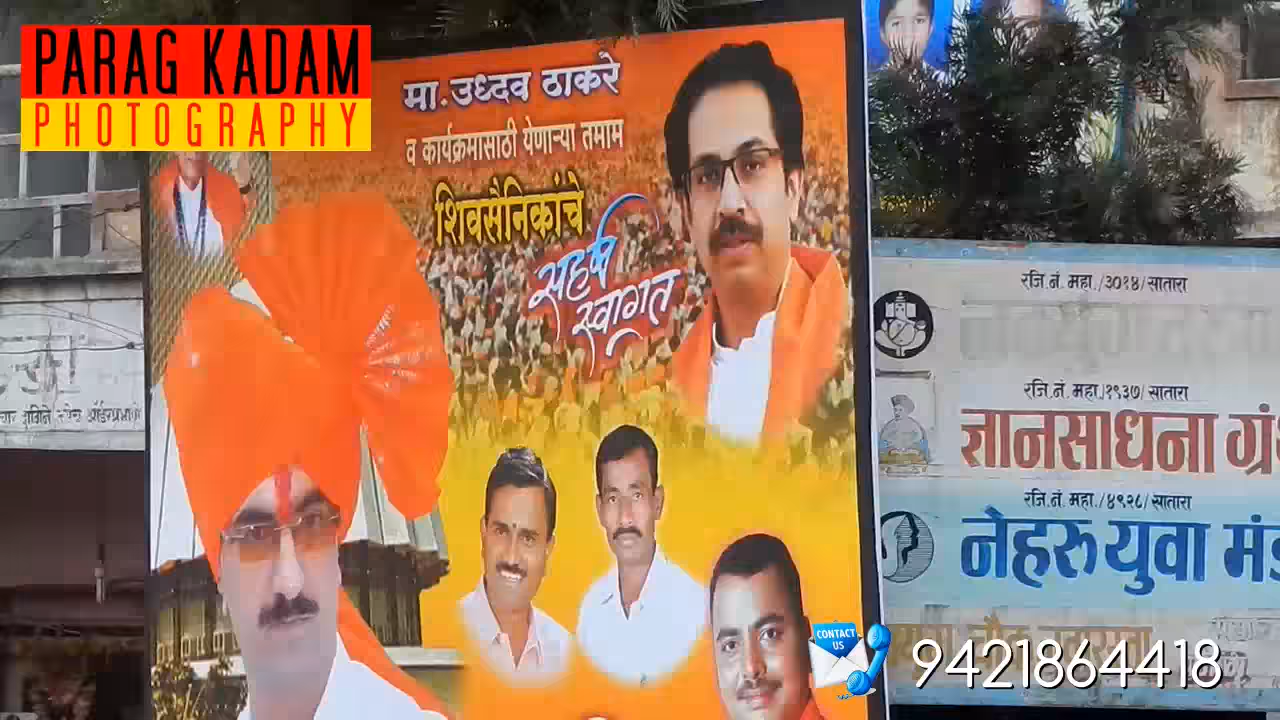 PARAG KADAM
PHOTOGRAPHY
मा.उध्दव ठाकरे
व कार्यक्रमासाठी येणाऱ्या तमाम
शिवसैनिकांचे
सहर्ष
स्वागत
रजि.नं. महा./३०१४/सातारा
रजि.नं. महा./१९३७/सातारा
ज्ञानसाधना ग्रं
रजि.नं. महा./४९२८/सातारा
नेहरू युवा मं
CONTACT
US
9421864418